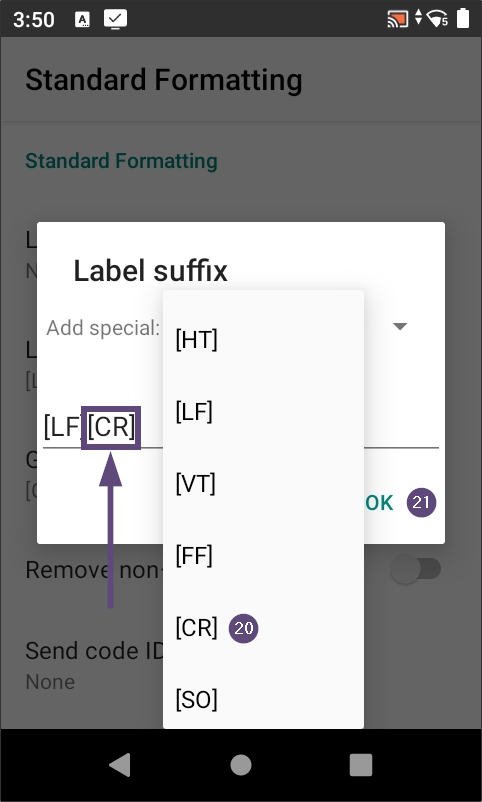 3:50 A 5
Standard Formatting
Standard Formatting
Label suffix
Add special:
[HT]
[LF]
[LF][CR]
[VT]
OK 21
[FF]
Remove non-
[CR] 20
Send code ID
None
[SO]